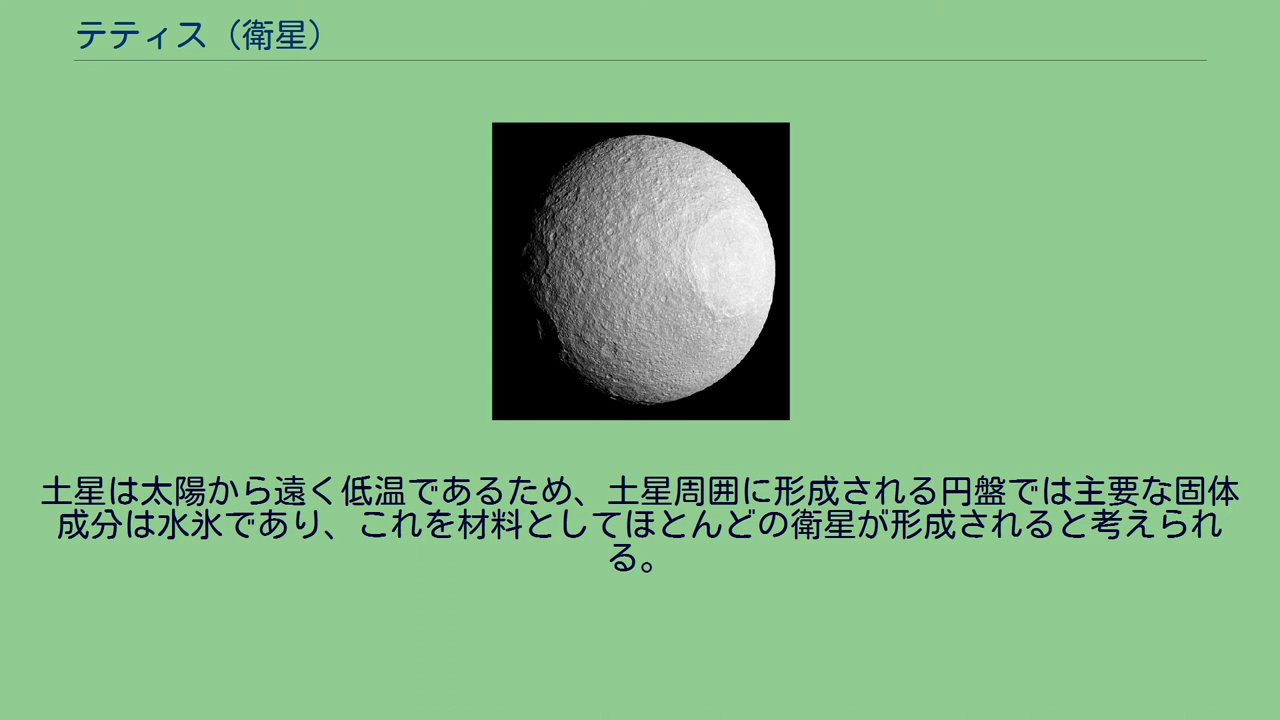 テティス（衛星）
土星は太陽から遠く低温であるため、土星周囲に形成される円盤では主要な固体
成分は水氷であり、これを材料としてほとんどの衛星が形成されると考えられ
る。